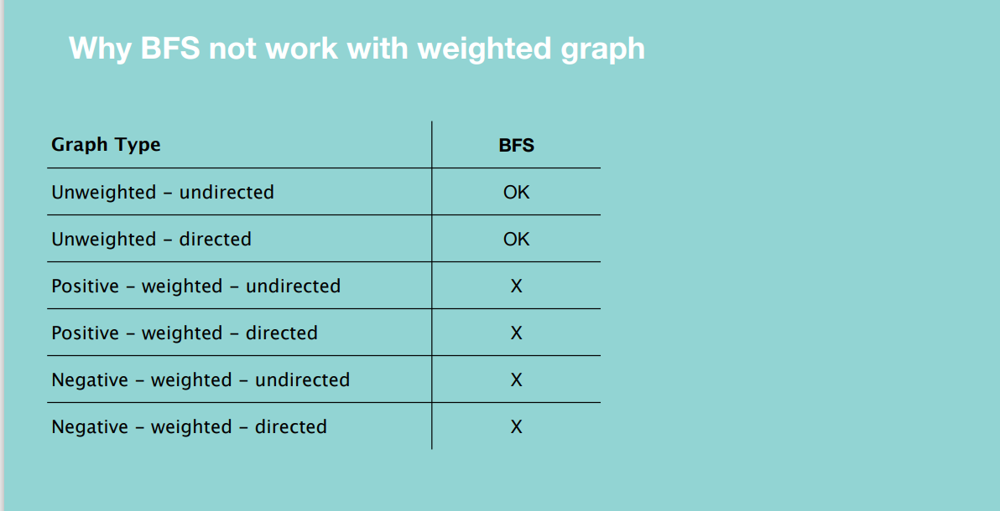 Why BFS not work with weighted graph
Graph Type BFS
Unweighted – undirected OK
Unweighted – directed OK
Positive – weighted – undirected X
Positive – weighted – directed X
Negative – weighted – undirected X
Negative – weighted – directed X